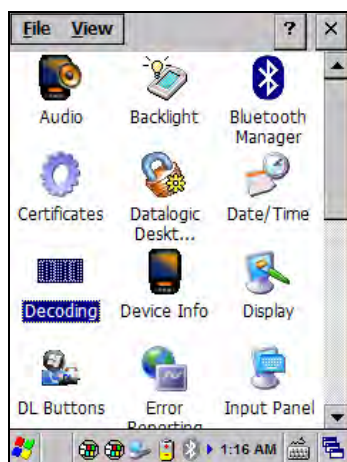 File View ? ×
Audio Backlight Bluetooth
Manager
Certificates Datalogic Date/Time
Deskt...
Decoding Device Info Display
DL Buttons Error Input Panel
Reporting
1:16 AM